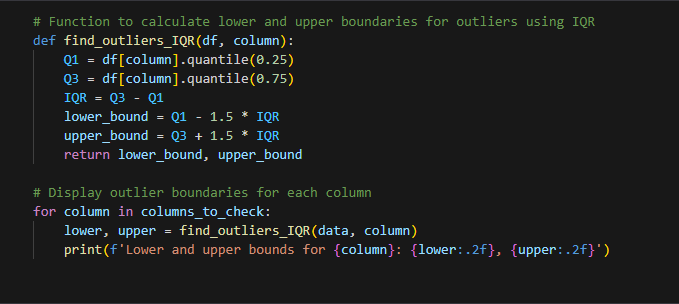 # Function to calculate lower and upper boundaries for outliers using IQR
def find_outliers_IQR(df, column):
    Q1 = df[column].quantile(0.25)
    Q3 = df[column].quantile(0.75)
    IQR = Q3 - Q1
    lower_bound = Q1 - 1.5 * IQR
    upper_bound = Q3 + 1.5 * IQR
    return lower_bound, upper_bound
# Display outlier boundaries for each column
for column in columns_to_check:
    lower, upper = find_outliers_IQR(data, column)
    print(f'Lower and upper bounds for {column}: {lower:.2f}, {upper:.2f}')